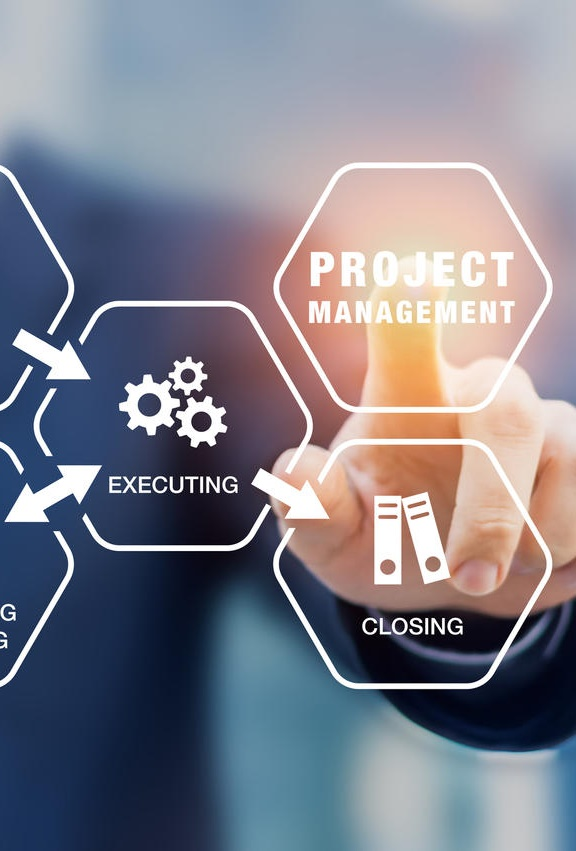 PROJECT
MANAGEMENT
EXECUTING
CLOSING
G
G